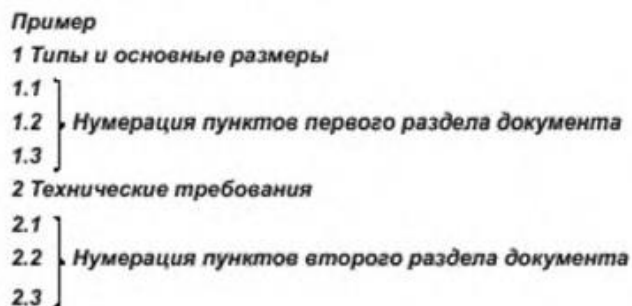 Пример
1 Типы и основные размеры
1.1
1.2 Нумерация пунктов первого раздела документа
1.3
2 Технические требования
2.1
2.2 Нумерация пунктов второго раздела документа
2.3